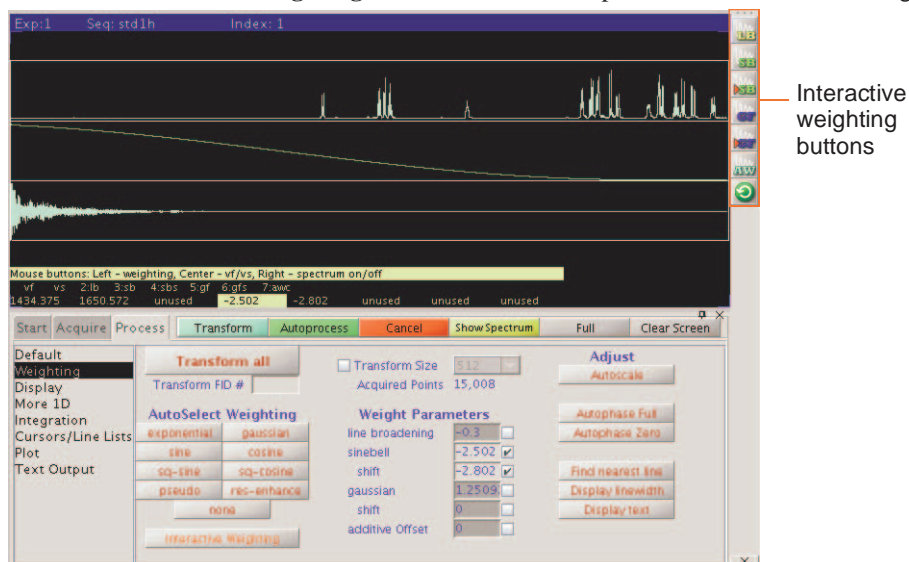 Exp:1 Seq: std1h Index: 1
LB
SB
SB
GF
GF
AW
Interactive
weighting
buttons
Mouse buttons: Left - weighting, Center - vf/vs, Right - spectrum on/off
vf vs 2:lb 3:sb 4:sbs 5:gf 6:gfs 7:awc
1434.375 1650.572 unused -2.502 -2.802 unused unused unused
Start Acquire Process Transform Autoprocess Cancel Show Spectrum Full Clear Screen
Default
Weighting
Display
More 1D
Integration
Cursors/Line Lists
Plot
Text Output
Transform all
Transform FID #
AutoSelect Weighting
exponential gaussian
sine cosine
sq-sine sq-cosine
pseudo res-enhance
none
Interactive Weighting
Transform Size 512
Acquired Points 15,008
Weight Parameters
line broadening -0.3
sinebell -2.502
shift -2.802
gaussian 1.2509
shift 0
additive Offset 0
Adjust
Autoscale
Autophase Full
Autophase Zero
Find nearest line
Display linewidth
Display text